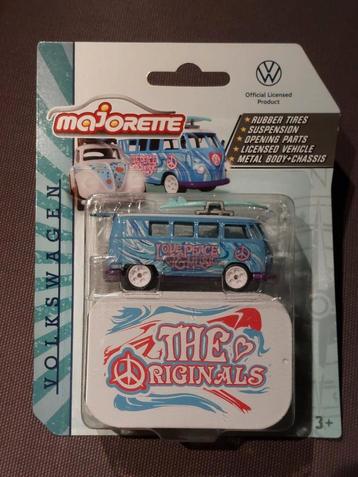 Official Licensed
Product
majorette
RUBBER TIRES
SUSPENSION
OPENING PARTS
LICENSED VEHICLE
METAL BODY+CHASSIS
VOLKSWAGEN
LOVE PEACE
THE
ORIGINALS
3+